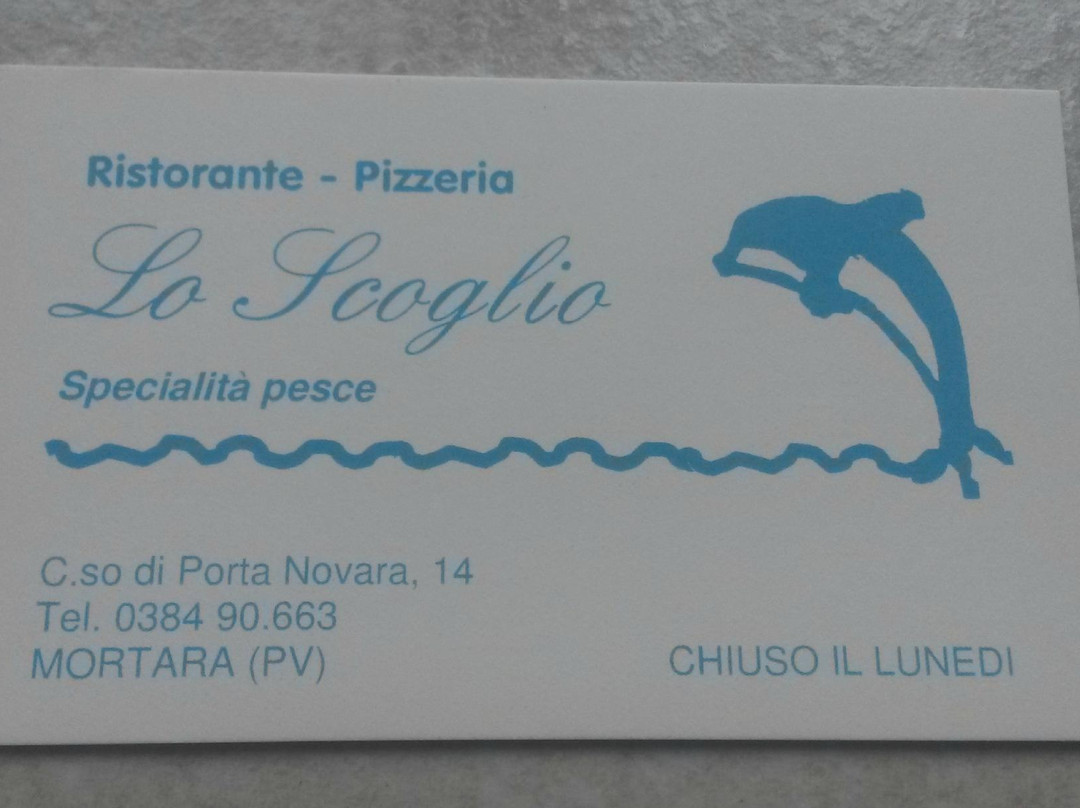 Ristorante - Pizzeria
Lo Scoglio
Specialità pesce
C.so di Porta Novara, 14
Tel. 0384 90.663
MORTARA (PV)
CHIUSO IL LUNEDI